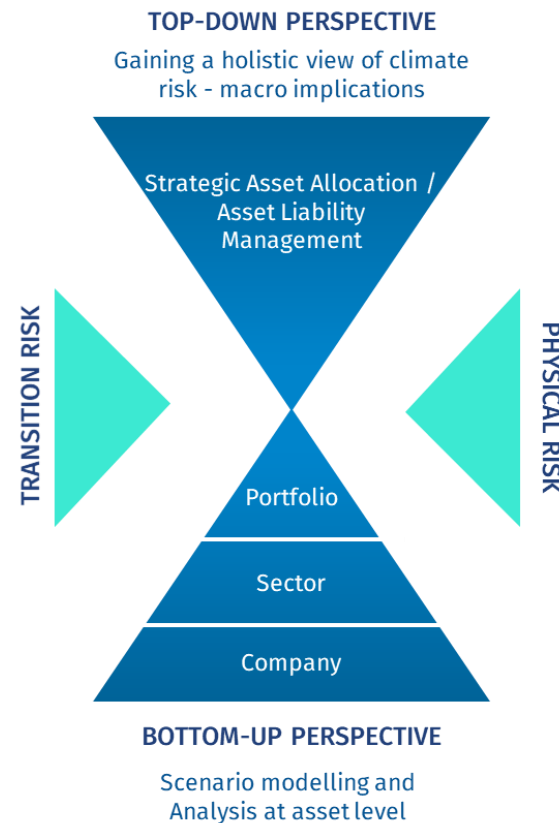 TOP-DOWN PERSPECTIVE
Gaining a holistic view of climate
risk - macro implications
Strategic Asset Allocation /
Asset Liability
Management
TRANSITION RISK
PHYSICAL RISK
Portfolio
Sector
Company
BOTTOM-UP PERSPECTIVE
Scenario modelling and
Analysis at asset level